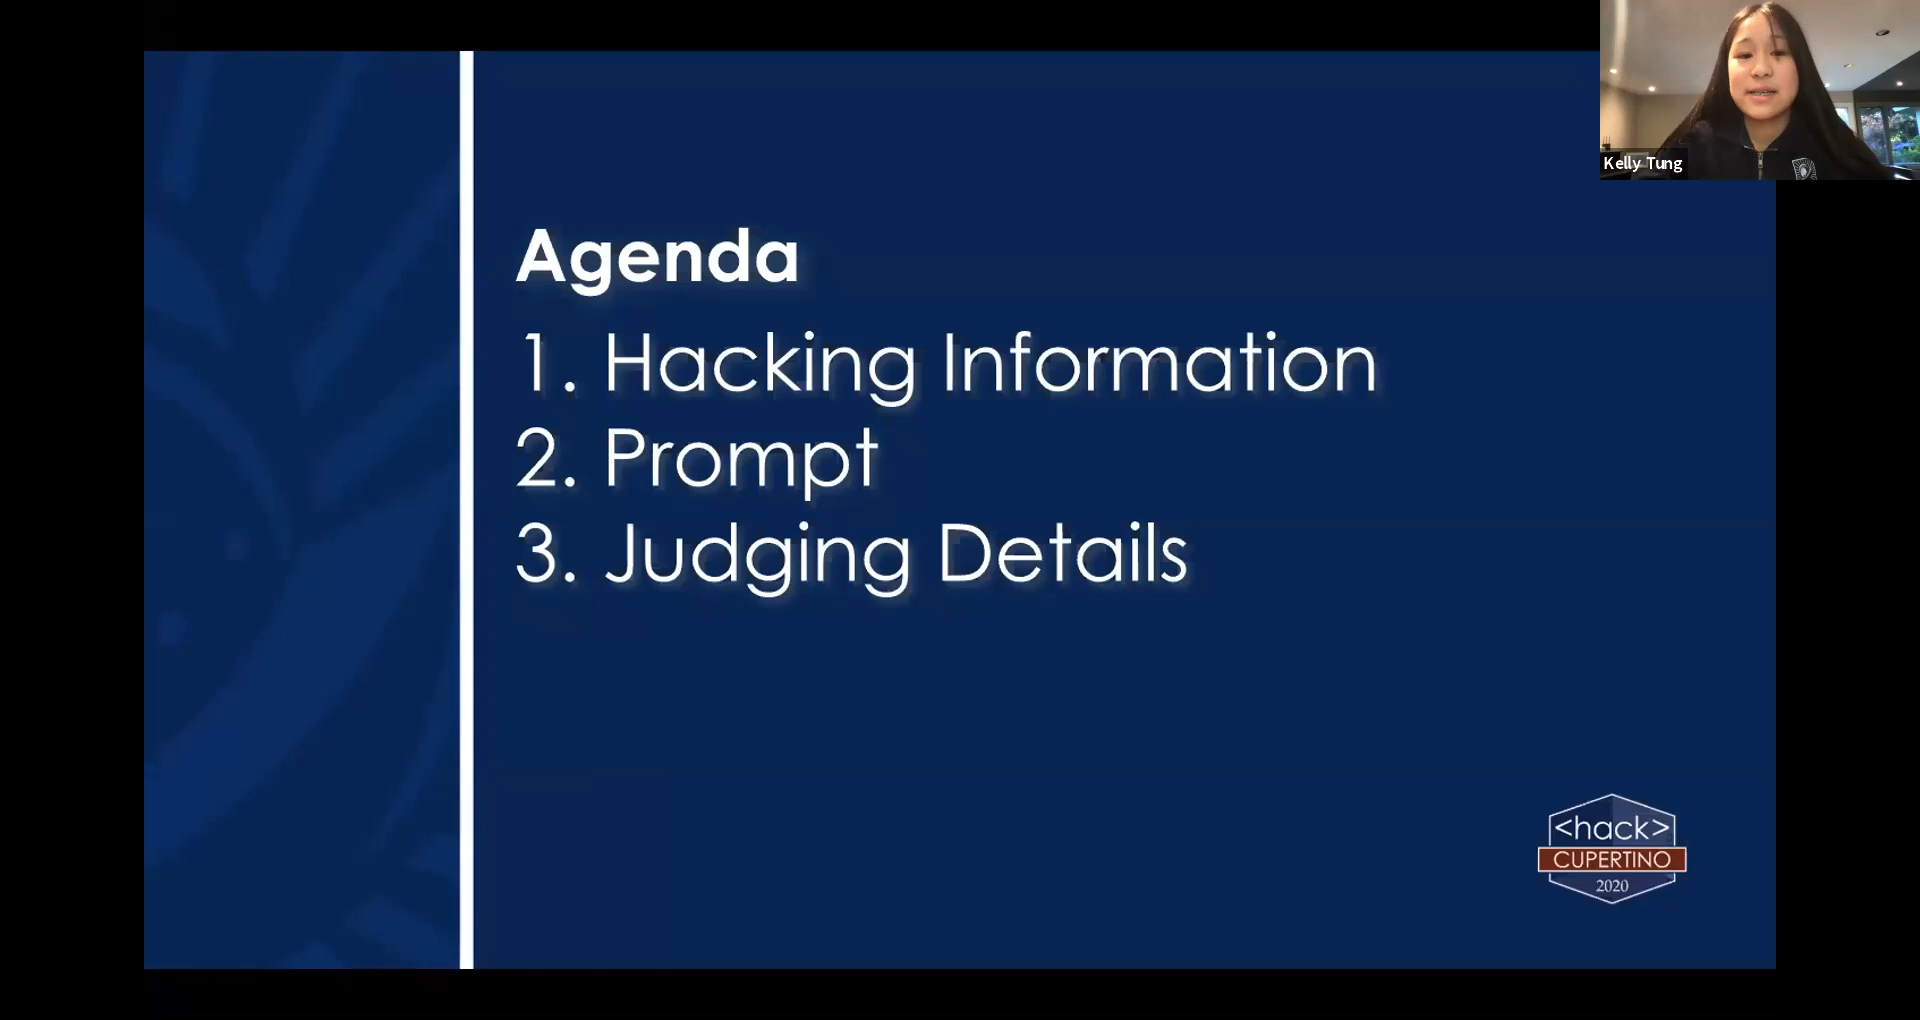 Kelly Tung
Agenda
1. Hacking Information
2. Prompt
3. Judging Details
<hack>
CUPERTINO
2020